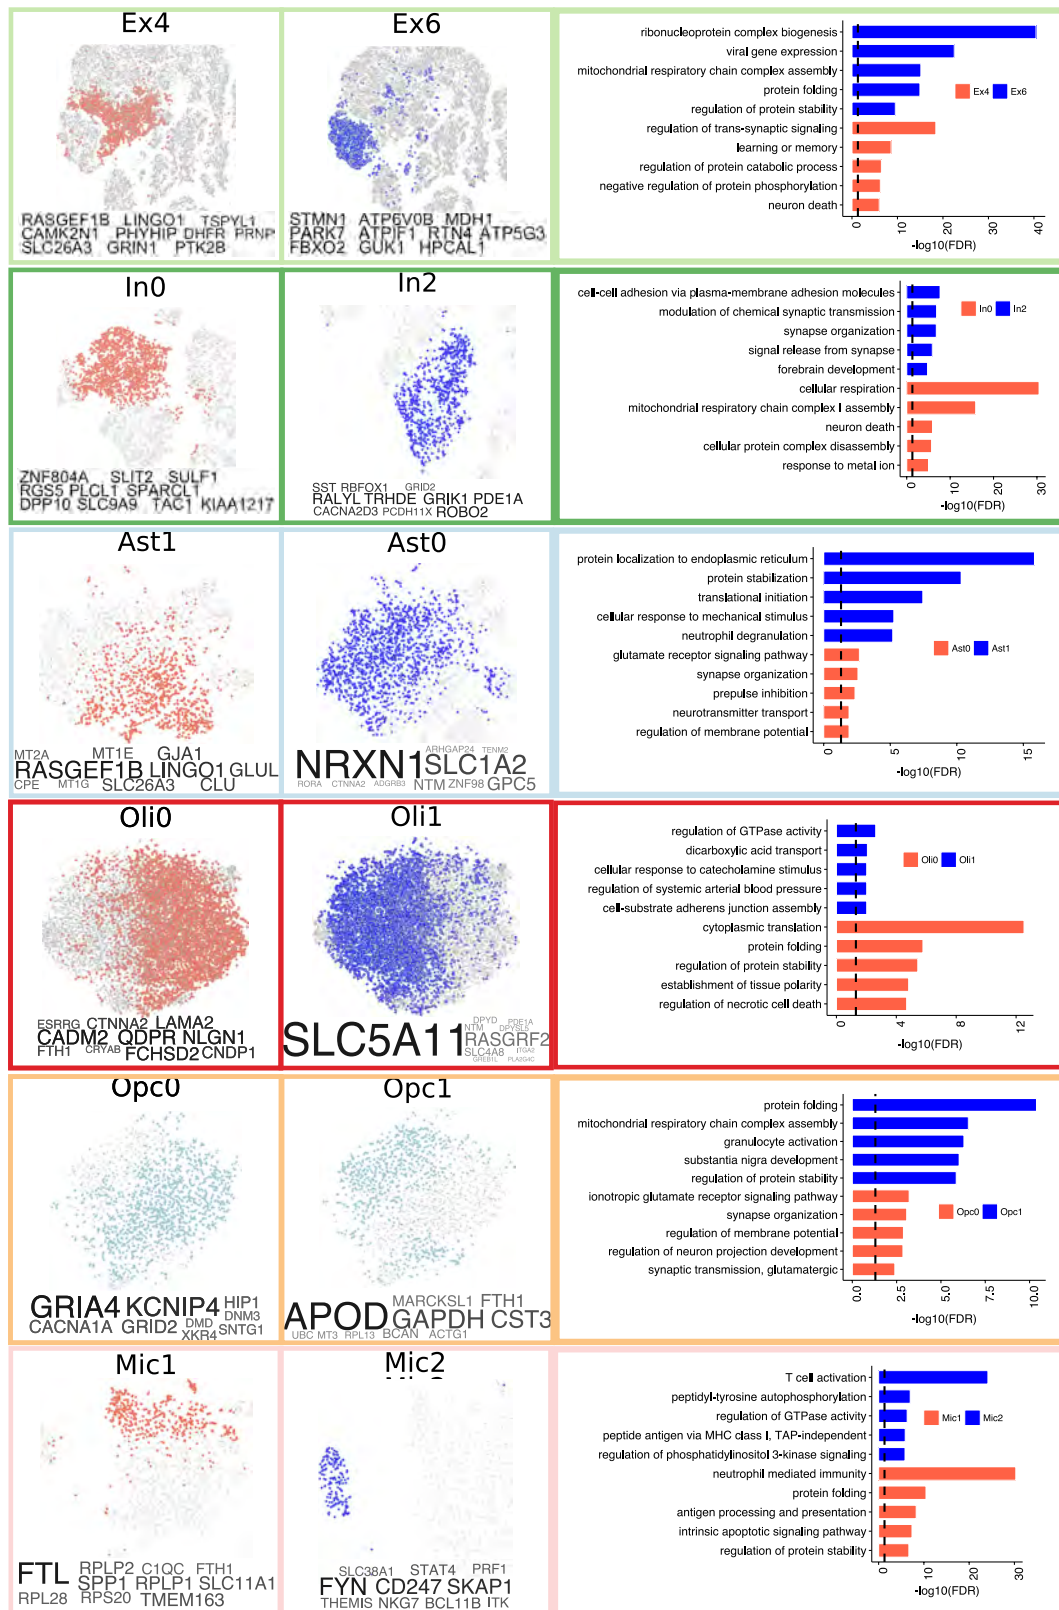 Ex4
Ex6
RASGEF1B LINGO1 TSPYL1
CAMK2N1 PHYHIP DHFR PRNP
SLC26A3 GRIN1 PTK2B
STMN1 ATP6V0B MDH1
PARK7 ATPIF1 RTN4 ATP5G3
FBXO2 GUK1 HPCAL1
ribonucleoprotein complex biogenesis
viral gene expression
mitochondrial respiratory chain complex assembly
protein folding
regulation of protein stability
regulation of trans-synaptic signaling
learning or memory
regulation of protein catabolic process
negative regulation of protein phosphorylation
neuron death
Ex4 Ex6
0 10 20 30 40
-log10(FDR)
In0
In2
ZNF804A SLIT2 SULF1
RGS5 PLCL1 SPARCL1
DPP10 SLC9A9 TAC1 KIAA1217
SST RBFOX1 GRID2
RALYL TRHDE GRIK1 PDE1A
CACNA2D3 PCDH11X ROBO2
cell-cell adhesion via plasma-membrane adhesion molecules
modulation of chemical synaptic transmission
synapse organization
signal release from synapse
forebrain development
cellular respiration
mitochondrial respiratory chain complex I assembly
neuron death
cellular protein complex disassembly
response to metal ion
In0 In2
0 10 20 30
-log10(FDR)
Ast1
Ast0
MT2A MT1E GJA1
RASGEF1B LINGO1 GLUL
CPE MT1G SLC26A3 CLU
NRXN1 ARHGAP24 TENM2
SLC1A2
RORA CTNNA2 ADGRB3 NTM ZNF98 GPC5
protein localization to endoplasmic reticulum
protein stabilization
translational initiation
cellular response to mechanical stimulus
neutrophil degranulation
glutamate receptor signaling pathway
synapse organization
prepulse inhibition
neurotransmitter transport
regulation of membrane potential
Ast0 Ast1
0 5 10 15
-log10(FDR)
Oli0
Oli1
ESRRG CTNNA2 LAMA2
CADM2 QDPR NLGN1
FTH1 CRYAB FCHSD2 CNDP1
SLC5A11
DPYD PDE1A
NTM DPYSL5
RASGRF2
SLC4A8 ITGA2
GREB1L PLA2G4C
regulation of GTPase activity
dicarboxylic acid transport
cellular response to catecholamine stimulus
regulation of systemic arterial blood pressure
cell-substrate adherens junction assembly
cytoplasmic translation
protein folding
regulation of protein stability
establishment of tissue polarity
regulation of necrotic cell death
Oli0 Oli1
0 4 8 12
-log10(FDR)
Opc0
Opc1
GRIA4 KCNIP4 HIP1
DNM3
CACNA1A GRID2 DMD SNTG1
XKR4
APOD MARCKSL1 FTH1
GAPDH CST3
UBC MT3 RPL13 BCAN ACTG1
protein folding
mitochondrial respiratory chain complex assembly
granulocyte activation
substantia nigra development
regulation of protein stability
ionotropic glutamate receptor signaling pathway
synapse organization
regulation of membrane potential
regulation of neuron projection development
synaptic transmission, glutamatergic
Opc0 Opc1
0.0 2.5 5.0 7.5 10.0
-log10(FDR)
Mic1
Mic2
FTL RPLP2 C1QC FTH1
SPP1 RPLP1 SLC11A1
RPL28 RPS20 TMEM163
SLC38A1 STAT4 PRF1
FYN CD247 SKAP1
THEMIS NKG7 BCL11B ITK
T cell activation
peptidyl-tyrosine autophosphorylation
regulation of GTPase activity
peptide antigen via MHC class I, TAP-independent
regulation of phosphatidylinositol 3-kinase signaling
neutrophil mediated immunity
protein folding
antigen processing and presentation
intrinsic apoptotic signaling pathway
regulation of protein stability
Mic1 Mic2
0 10 20 30
-log10(FDR)